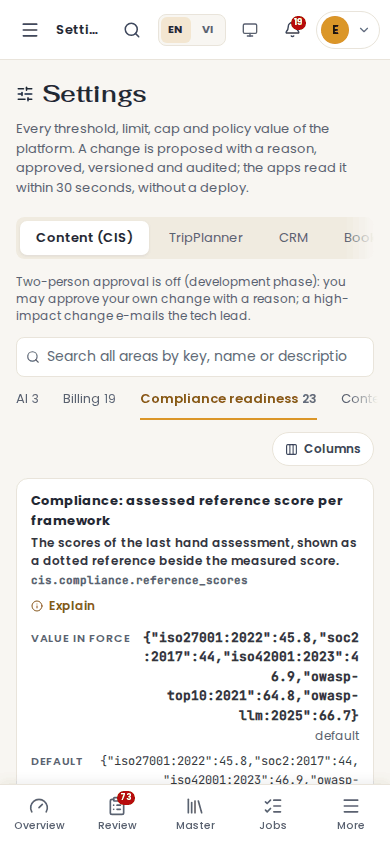 Setti...
EN
VI
19
E
Settings
Every threshold, limit, cap and policy value of the
platform. A change is proposed with a reason,
approved, versioned and audited; the apps read it
within 30 seconds, without a deploy.
Content (CIS)
TripPlanner
CRM
Boo
Two-person approval is off (development phase): you
may approve your own change with a reason; a high-
impact change e-mails the tech lead.
Search all areas by key, name or descriptio
AI 3
Billing 19
Compliance readiness 23
Conte
Columns
Compliance: assessed reference score per
framework
The scores of the last hand assessment, shown as
a dotted reference beside the measured score.
cis.compliance.reference_scores
Explain
VALUE IN FORCE
{"iso27001:2022":45.8,"soc2
:2017":44,"iso42001:2023":4
6.9,"owasp-
top10:2021":64.8,"owasp-
llm:2025":66.7}
default
DEFAULT
{"iso27001:2022":45.8,"soc2:2017":44,
"iso42001:2023":46.9,"owasp-
73
Overview
Review
Master
Jobs
More